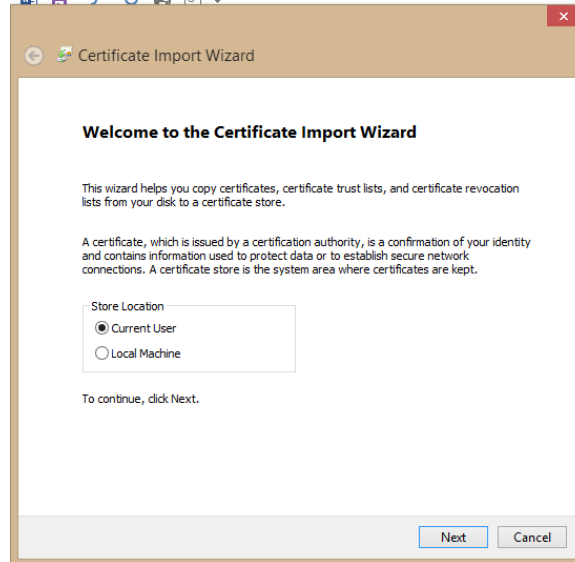 Certificate Import Wizard
Welcome to the Certificate Import Wizard
This wizard helps you copy certificates, certificate trust lists, and certificate revocation
lists from your disk to a certificate store.
A certificate, which is issued by a certification authority, is a confirmation of your identity
and contains information used to protect data or to establish secure network
connections. A certificate store is the system area where certificates are kept.
Store Location
Current User
Local Machine
To continue, click Next.
Next Cancel